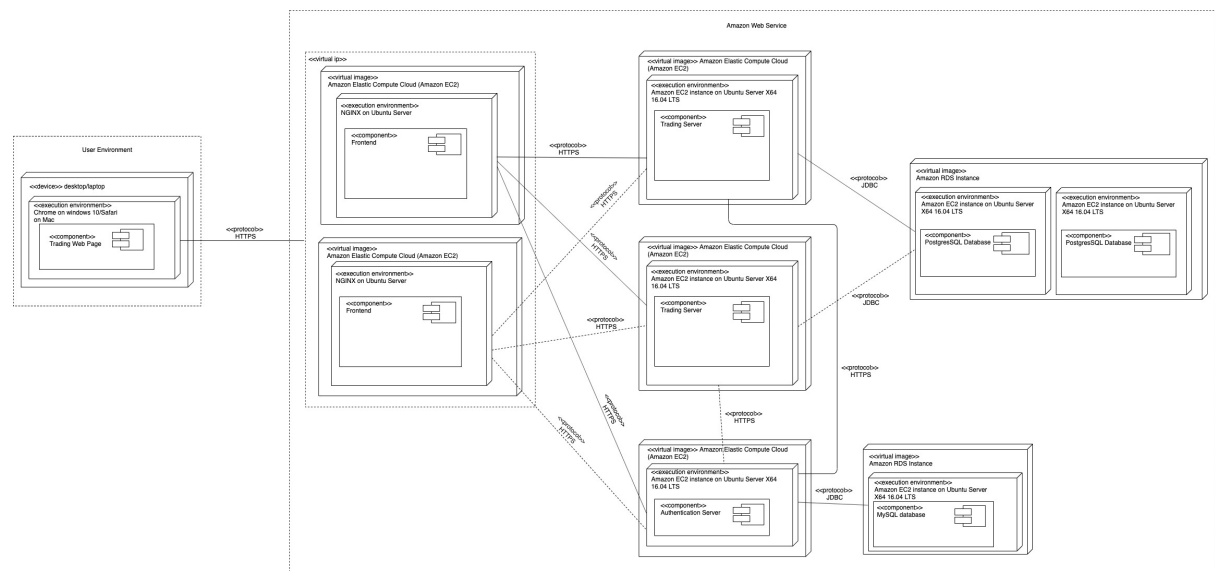 Amazon Web Service
<<virtual ip>>
<<virtual image>>
Amazon Elastic Compute Cloud (Amazon EC2)
<<execution environment>>
NGINX on Ubuntu Server
<<component>>
Frontend
<<virtual image>>
Amazon Elastic Compute Cloud (Amazon EC2)
<<execution environment>>
NGINX on Ubuntu Server
<<component>>
Frontend
User Environment
<<device>> desktop/laptop
<<execution environment>>
Chrome on windows 10/Safari
on Mac
<<component>>
Trading Web Page
<<protocol>>
HTTPS
<<protocol>>
HTTPS
<<protocol>>
HTTPS
<<protocol>>
HTTPS
<<protocol>>
HTTPS
<<protocol>>
HTTPS
<<protocol>>
HTTPS
<<virtual image>> Amazon Elastic Compute Cloud
(Amazon EC2)
<<execution environment>>
Amazon EC2 instance on Ubuntu Server X64
16.04 LTS
<<component>>
Trading Server
<<virtual image>> Amazon Elastic Compute Cloud
(Amazon EC2)
<<execution environment>>
Amazon EC2 instance on Ubuntu Server X64
16.04 LTS
<<component>>
Trading Server
<<protocol>>
HTTPS
<<virtual image>> Amazon Elastic Compute Cloud
(Amazon EC2)
<<execution environment>>
Amazon EC2 instance on Ubuntu Server X64
16.04 LTS
<<component>>
Authentication Server
<<protocol>>
JDBC
<<protocol>>
JDBC
<<protocol>>
HTTPS
<<protocol>>
JDBC
<<virtual image>>
Amazon RDS Instance
<<execution environment>>
Amazon EC2 instance on Ubuntu Server
X64 16.04 LTS
<<component>>
PostgresSQL Database
<<execution environment>>
Amazon EC2 instance on Ubuntu Server
X64 16.04 LTS
<<component>>
PostgresSQL Database
<<virtual image>>
Amazon RDS Instance
<<execution environment>>
Amazon EC2 instance on Ubuntu Server
X64 16.04 LTS
<<component>>
MySQL database